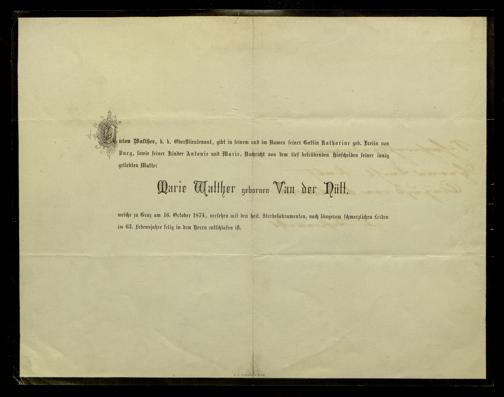 Anton Walther, k. k. Oberstlieutenant, gibt in seinem und im Namen seiner Gattin Katharine geb. Freiin von
Burg, sowie seiner Kinder Antonie und Marie, Nachricht von dem tief betrübenden Hinscheiden seiner innig
geliebten Mutter
Marie Walther gebornen Van der Nüll,
welche zu Graz am 16. October 1874, versehen mit den heil. Sterbesakramenten, nach längerem schmerzlichen Leiden
im 63. Lebensjahre selig in dem Herrn entschlafen ist.